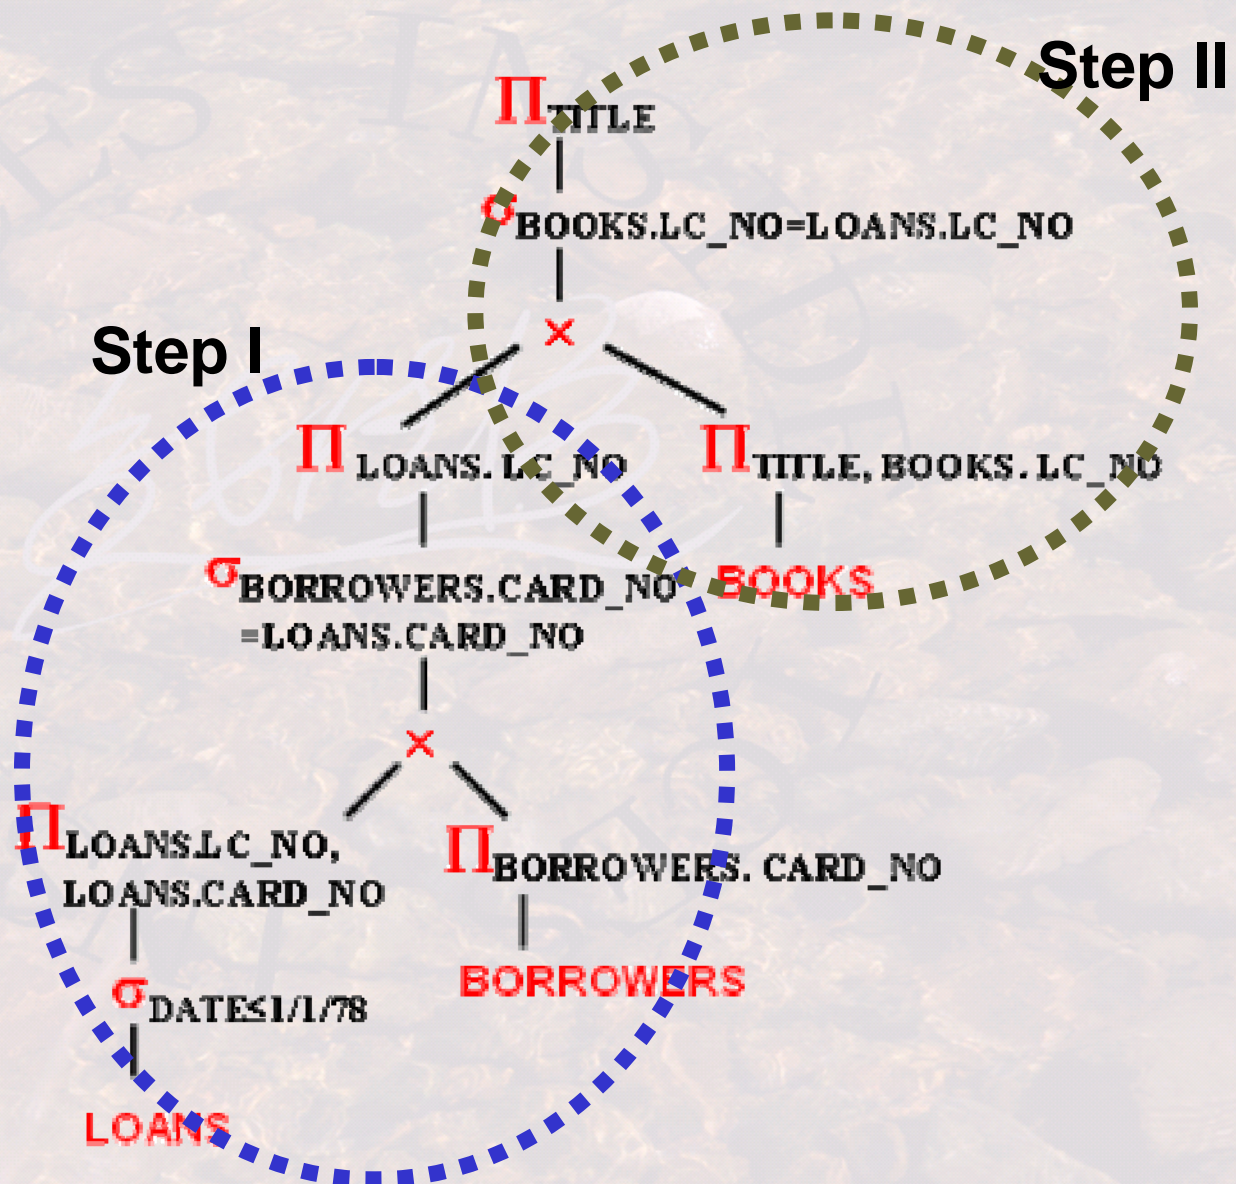 Step II
Π TITLE
σ BOOKS.LC_NO=LOANS.LC_NO
×
Step I
Π LOANS. LC_NO
Π TITLE, BOOKS. LC_NO
σ BORROWERS.CARD_NO
=LOANS.CARD_NO
BOOKS
×
Π LOANS.LC_NO,
LOANS.CARD_NO
Π BORROWERS. CARD_NO
σ DATE≤1/1/78
BORROWERS
LOANS